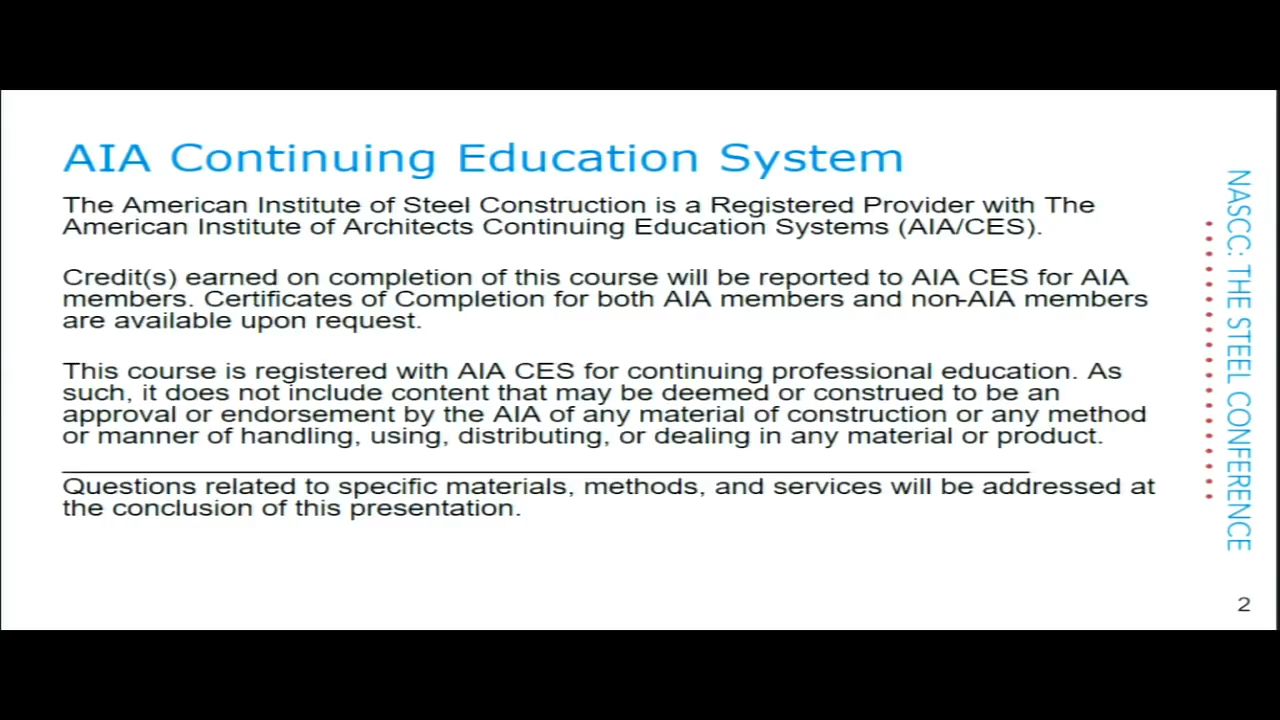 AIA Continuing Education System
The American Institute of Steel Construction is a Registered Provider with The
American Institute of Architects Continuing Education Systems (AIA/CES).
Credit(s) earned on completion of this course will be reported to AIA CES for AIA
members. Certificates of Completion for both AIA members and non-AIA members
are available upon request.
This course is registered with AIA CES for continuing professional education. As
such, it does not include content that may be deemed or construed to be an
approval or endorsement by the AIA of any material of construction or any method
or manner of handling, using, distributing, or dealing in any material or product.
Questions related to specific materials, methods, and services will be addressed at
the conclusion of this presentation.
NASCC: THE STEEL CONFERENCE
2